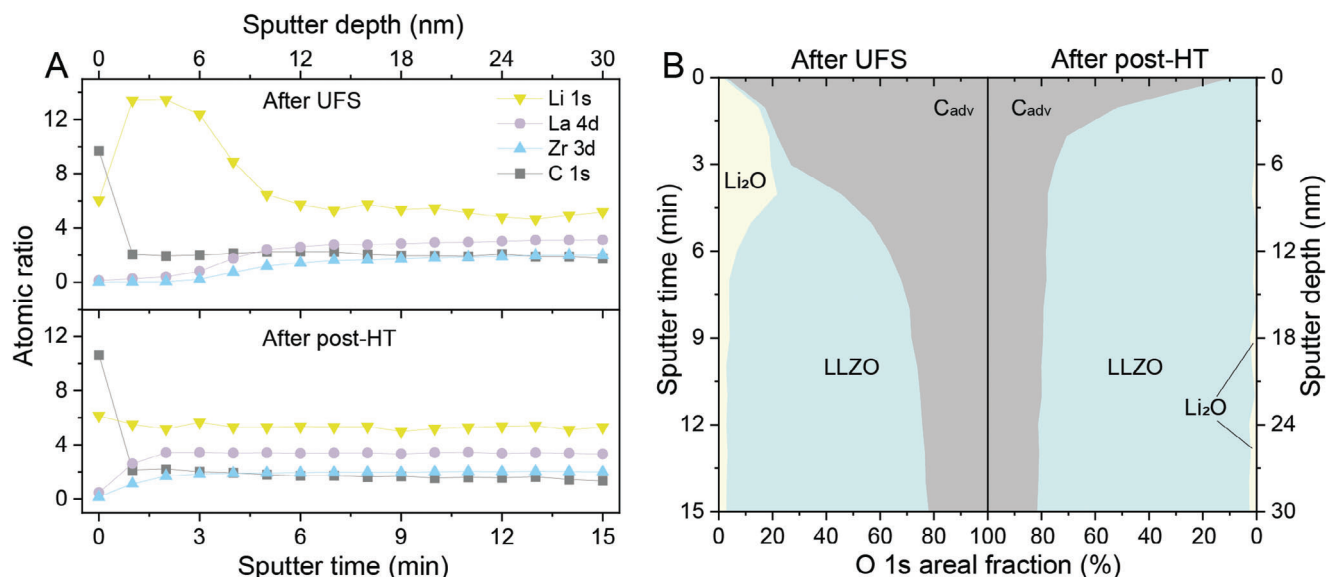 Sputter depth (nm)
0 6 12 18 24 30
A
After UFS
Li 1s
La 4d
Zr 3d
C 1s
12
8
4
0
After post-HT
12
8
4
0
Atomic ratio
0 3 6 9 12 15
Sputter time (min)
B
After UFS After post-HT
0 0
3 6
6 12
9 18
12 24
15 30
Cadv Cadv
Li₂O
LLZO LLZO
Li₂O
Sputter time (min)
Sputter depth (nm)
0 20 40 60 80 100 80 60 40 20 0
O 1s areal fraction (%)